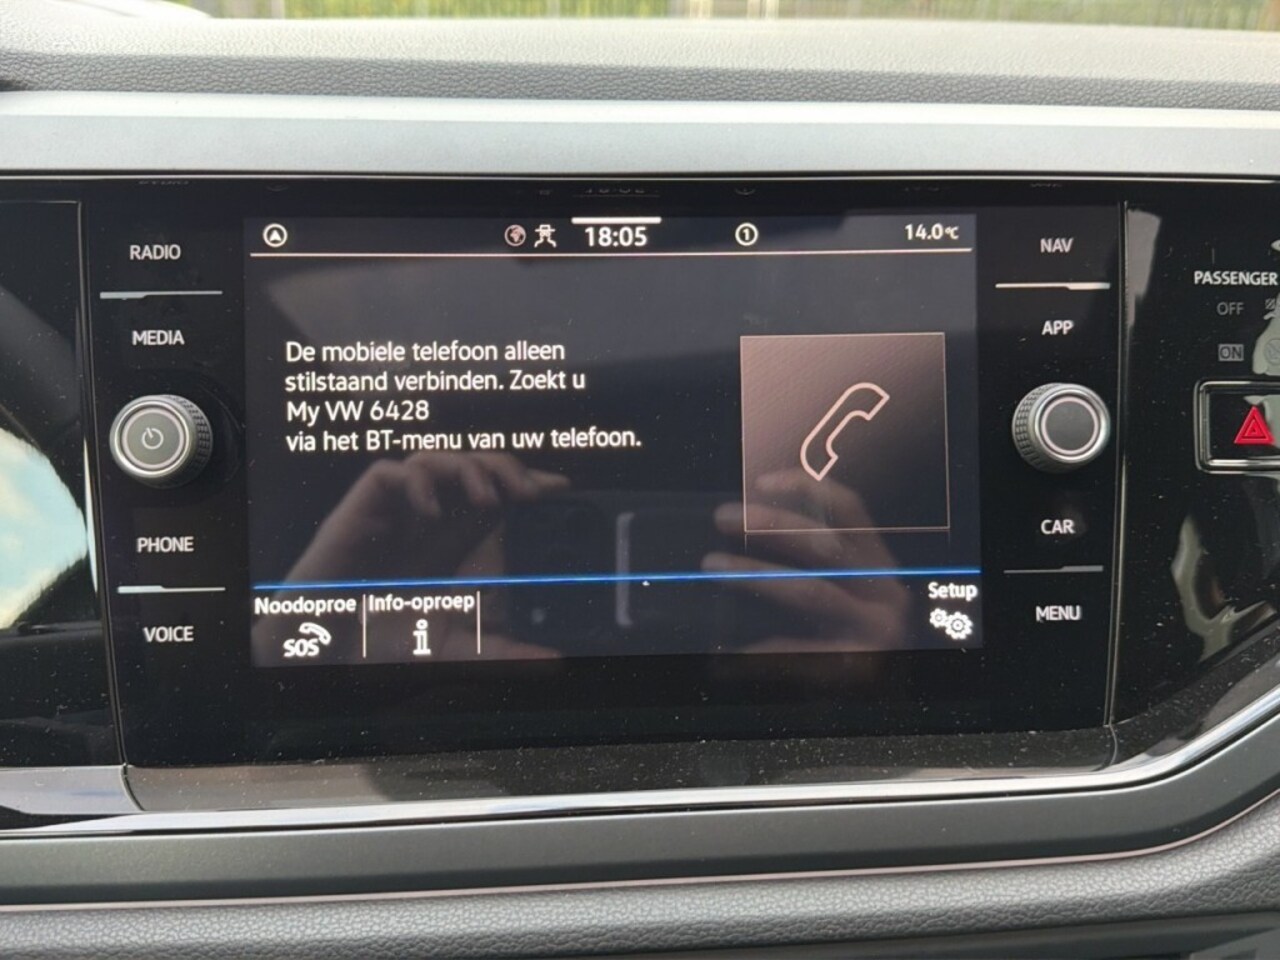 RADIO
MEDIA
PHONE
VOICE
18:05
1
14.0°C
De mobiele telefoon alleen
stilstaand verbinden. Zoekt u
My VW 6428
via het BT-menu van uw telefoon.
Noodoproe
SOS
Info-oproep
i
Setup
NAV
APP
CAR
MENU
PASSENGER
OFF
ON